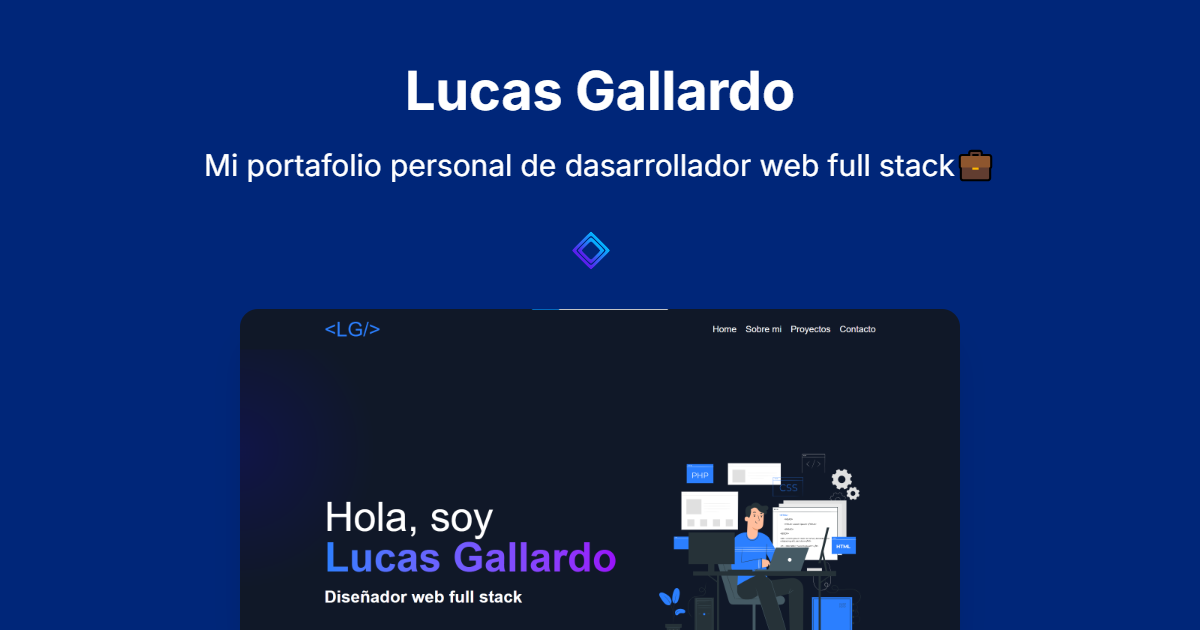 Lucas Gallardo
Mi portafolio personal de dasarrollador web full stack
<LG/>
Home Sobre mi Proyectos Contacto
</>
PHP
CSS
HTML
Hola, soy
Lucas Gallardo
Diseñador web full stack